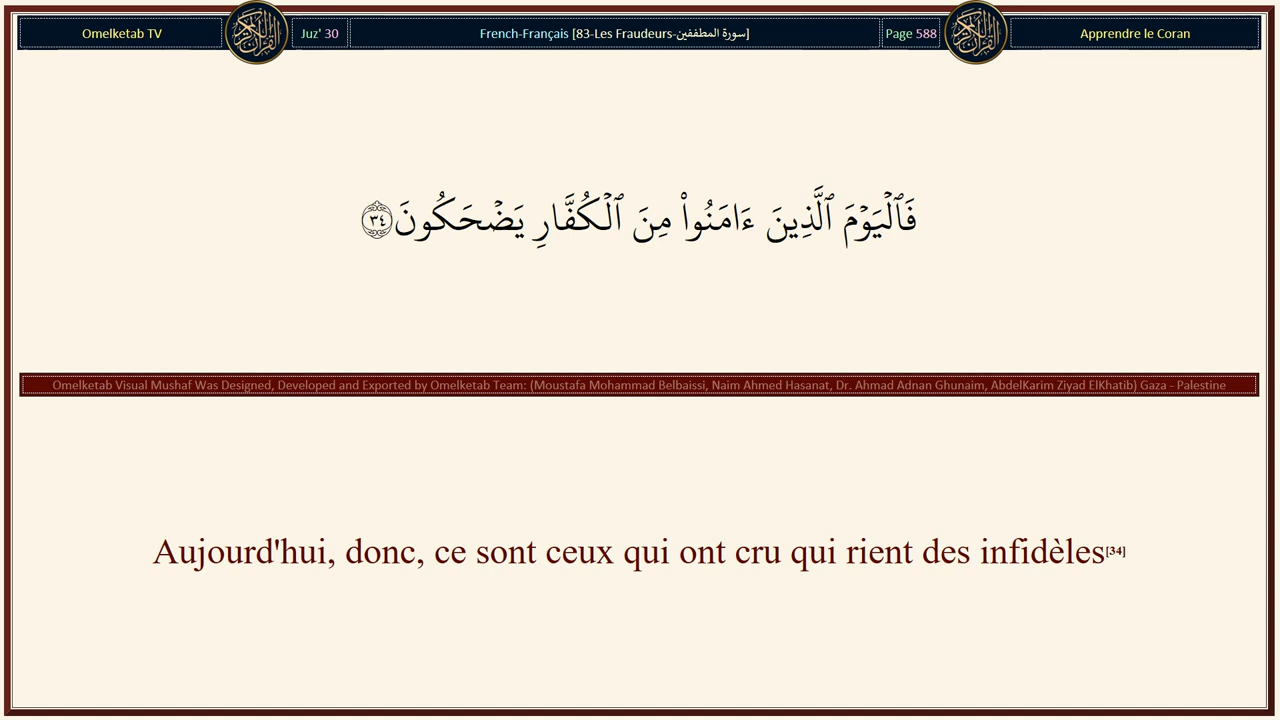 Omelketab TV
Juz' 30
French-Français [83-Les Fraudeurs-سورة المطففين]
Page 588
Apprendre le Coran
فَٱلۡيَوۡمَ ٱلَّذِينَ ءَامَنُواْ مِنَ ٱلۡكُفَّارِ يَضۡحَكُونَ ٣٤
Omelketab Visual Mushaf Was Designed, Developed and Exported by Omelketab Team: (Moustafa Mohammad Belbaissi, Naim Ahmed Hasanat, Dr. Ahmad Adnan Ghunaim, AbdelKarim Ziyad ElKhatib) Gaza - Palestine
Aujourd'hui, donc, ce sont ceux qui ont cru qui rient des infidèles[34]